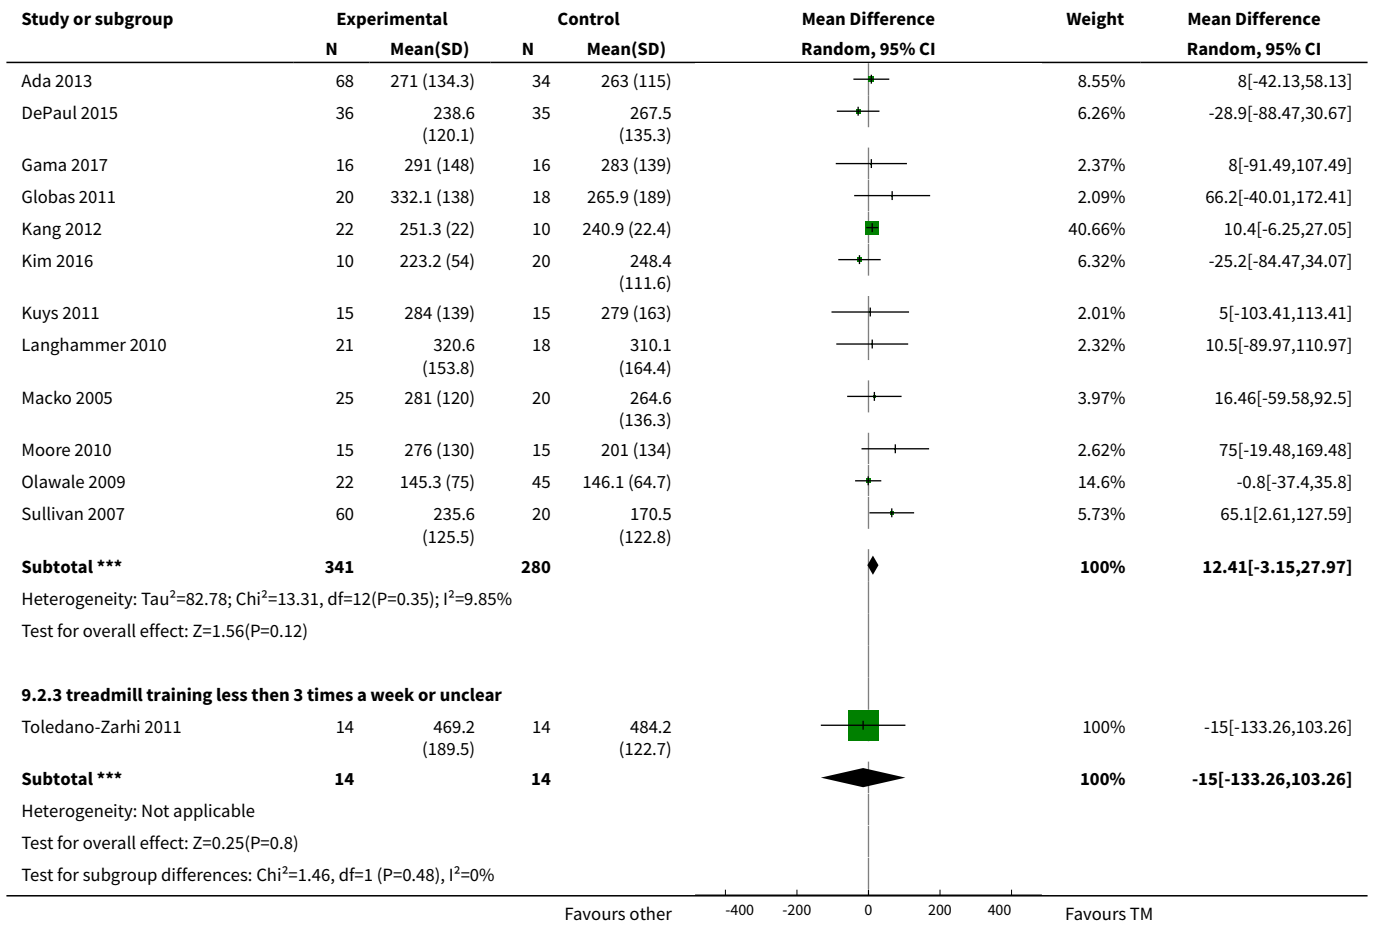 Study or subgroup Experimental Control Mean Difference Weight Mean Difference
N Mean(SD) N Mean(SD) Random, 95% CI Random, 95% CI
Ada 2013 68 271 (134.3) 34 263 (115) 8.55% 8[-42.13,58.13]
DePaul 2015 36 238.6 35 267.5 6.26% -28.9[-88.47,30.67]
(120.1) (135.3)
Gama 2017 16 291 (148) 16 283 (139) 2.37% 8[-91.49,107.49]
Globas 2011 20 332.1 (138) 18 265.9 (189) 2.09% 66.2[-40.01,172.41]
Kang 2012 22 251.3 (22) 10 240.9 (22.4) 40.66% 10.4[-6.25,27.05]
Kim 2016 10 223.2 (54) 20 248.4 6.32% -25.2[-84.47,34.07]
(111.6)
Kuys 2011 15 284 (139) 15 279 (163) 2.01% 5[-103.41,113.41]
Langhammer 2010 21 320.6 18 310.1 2.32% 10.5[-89.97,110.97]
(153.8) (164.4)
Macko 2005 25 281 (120) 20 264.6 3.97% 16.46[-59.58,92.5]
(136.3)
Moore 2010 15 276 (130) 15 201 (134) 2.62% 75[-19.48,169.48]
Olawale 2009 22 145.3 (75) 45 146.1 (64.7) 14.6% -0.8[-37.4,35.8]
Sullivan 2007 60 235.6 20 170.5 5.73% 65.1[2.61,127.59]
(125.5) (122.8)
Subtotal *** 341 280 100% 12.41[-3.15,27.97]
Heterogeneity: Tau²=82.78; Chi²=13.31, df=12(P=0.35); I²=9.85%
Test for overall effect: Z=1.56(P=0.12)
9.2.3 treadmill training less then 3 times a week or unclear
Toledano-Zarhi 2011 14 469.2 14 484.2 100% -15[-133.26,103.26]
(189.5) (122.7)
Subtotal *** 14 14 100% -15[-133.26,103.26]
Heterogeneity: Not applicable
Test for overall effect: Z=0.25(P=0.8)
Test for subgroup differences: Chi²=1.46, df=1 (P=0.48), I²=0%
Favours other -400 -200 0 200 400 Favours TM